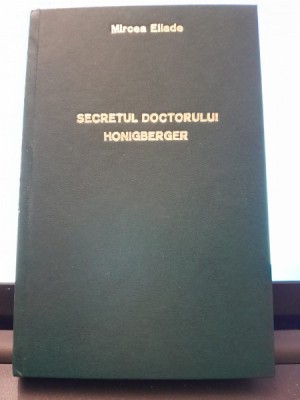 Mircea Eliade
SECRETUL DOCTORULUI
HONIGBERGER